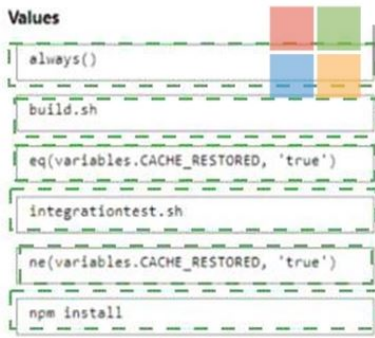 Values
always()
build.sh
eq(variables.CACHE_RESTORED, 'true')
integrationtest.sh
ne(variables.CACHE_RESTORED, 'true')
npm install